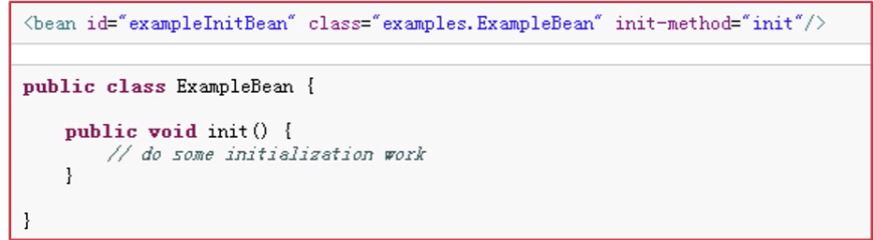 <bean id="exampleInitBean" class="examples.ExampleBean" init-method="init"/>
public class ExampleBean {
public void init() {
// do some initialization work
}
}